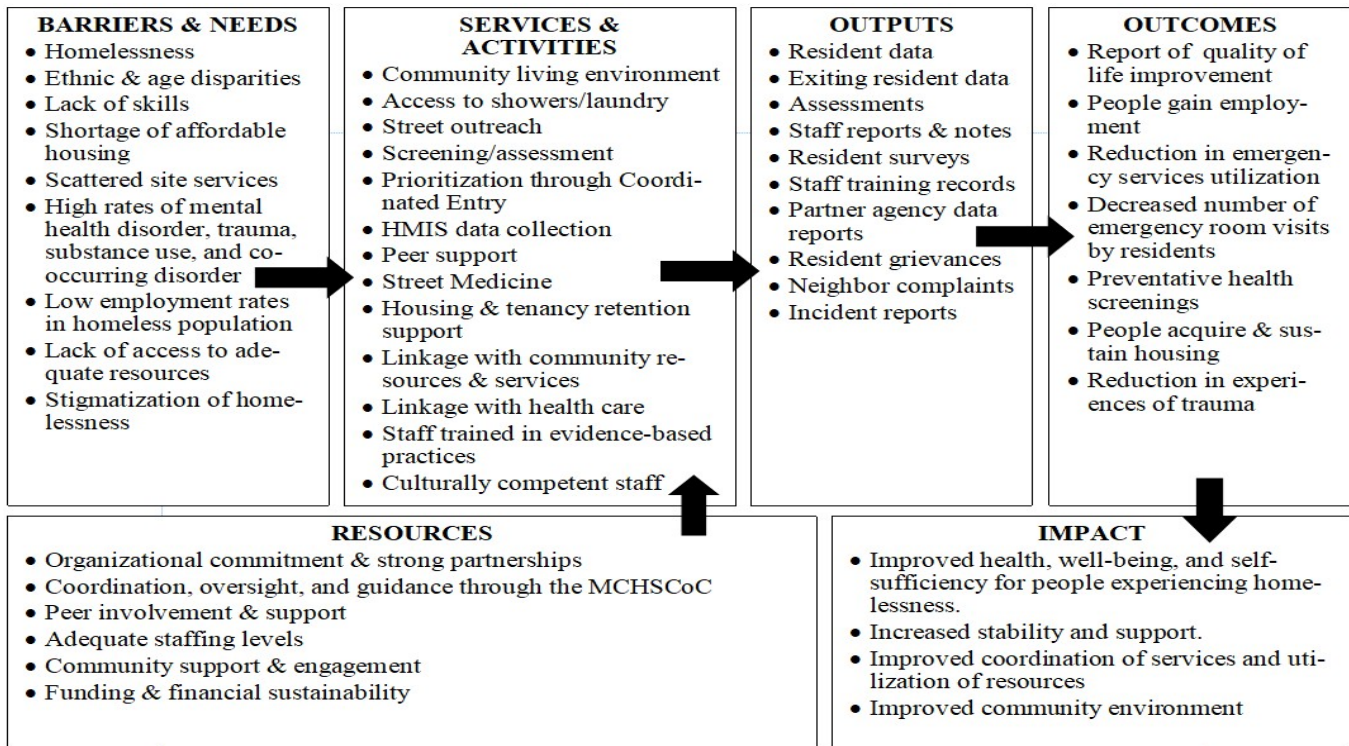 BARRIERS & NEEDS
• Homelessness
• Ethnic & age disparities
• Lack of skills
• Shortage of affordable
housing
• Scattered site services
• High rates of mental
health disorder, trauma,
substance use, and co-
occurring disorder
• Low employment rates
in homeless population
• Lack of access to ade-
quate resources
• Stigmatization of home-
lessness
SERVICES &
ACTIVITIES
• Community living environment
• Access to showers/laundry
• Street outreach
• Screening/assessment
• Prioritization through Coordi-
nated Entry
• HMIS data collection
• Peer support
• Street Medicine
• Housing & tenancy retention
support
• Linkage with community re-
sources & services
• Linkage with health care
• Staff trained in evidence-based
practices
• Culturally competent staff
OUTPUTS
• Resident data
• Exiting resident data
• Assessments
• Staff reports & notes
• Resident surveys
• Staff training records
• Partner agency data
reports
• Resident grievances
• Neighbor complaints
• Incident reports
OUTCOMES
• Report of quality of
life improvement
• People gain employ-
ment
• Reduction in emergen-
cy services utilization
• Decreased number of
emergency room visits
by residents
• Preventative health
screenings
• People acquire & sus-
tain housing
• Reduction in experi-
ences of trauma
RESOURCES
• Organizational commitment & strong partnerships
• Coordination, oversight, and guidance through the MCHSCoC
• Peer involvement & support
• Adequate staffing levels
• Community support & engagement
• Funding & financial sustainability
IMPACT
• Improved health, well-being, and self-
sufficiency for people experiencing home-
lessness.
• Increased stability and support.
• Improved coordination of services and uti-
lization of resources
• Improved community environment